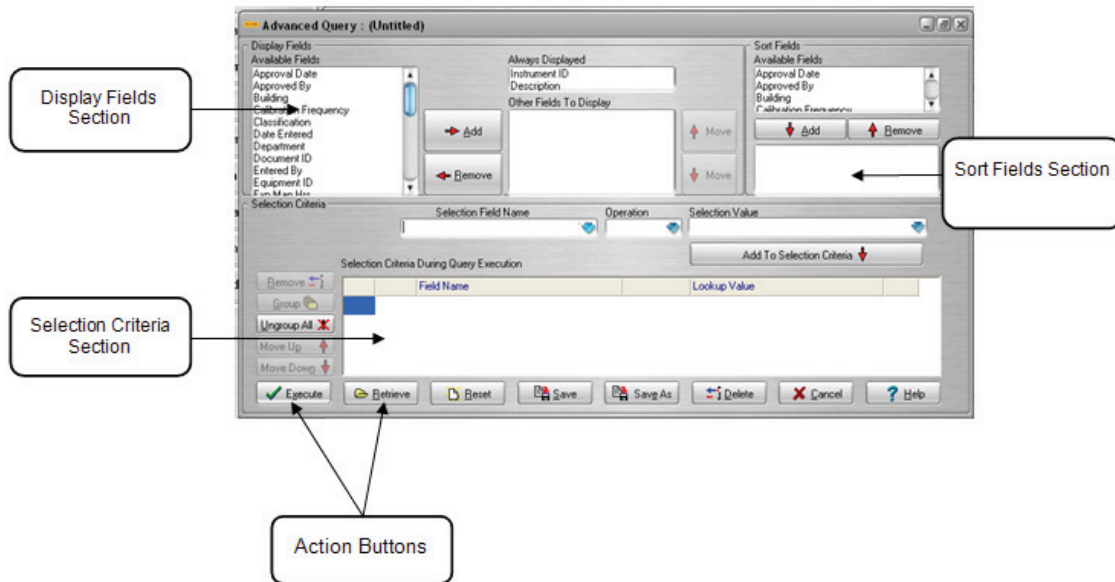 Advanced Query : (Untitled)
Display Fields
Available Fields
Approval Date
Approved By
Building
Calibration Frequency
Classification
Date Entered
Department
Document ID
Entered By
Equipment ID
Exp Man Hrs
Always Displayed
Instrument ID
Description
Other Fields To Display
Add
Remove
Move
Move
Sort Fields
Available Fields
Approval Date
Approved By
Building
Calibration Frequency
Add
Remove
Display Fields
Section
Sort Fields Section
Selection Criteria
Selection Field Name
Operation
Selection Value
Add To Selection Criteria
Selection Criteria During Query Execution
Field Name
Lookup Value
Remove
Group
Ungroup All
Move Up
Move Down
Selection Criteria
Section
Execute
Retrieve
Reset
Save
Save As
Delete
Cancel
Help
Action Buttons